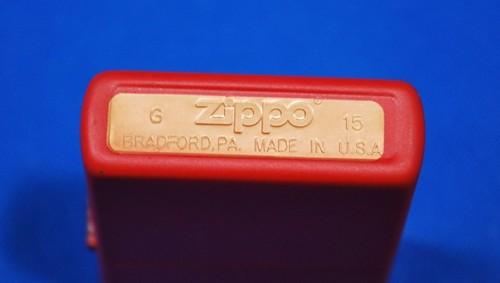 G zippo® 15
BRADFORD, PA. MADE IN U.S.A